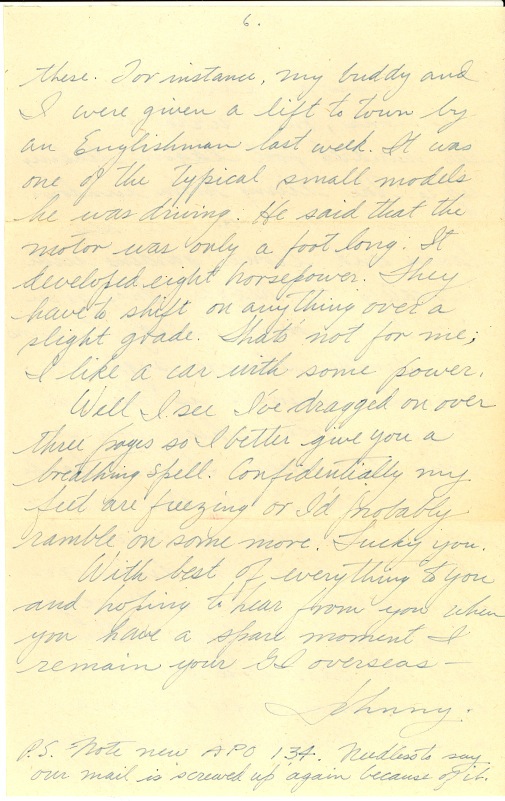 6.
these. For instance, my buddy and
I were given a lift to town by
an Englishman last week. It was
one of the typical small models
he was driving. He said that the
motor was only a foot long. It
developed eight horsepower. They
have to shift on anything over a
slight grade. Thats not for me;
I like a car with some power.
Well I see I've dragged on over
three pages so I better give you a
breathing spell. Confidentially my
feet are freezing or I'd probably
ramble on some more. Lucky you.
With best of everything to you
and hoping to hear from you when
you have a spare moment I
remain your GI overseas -
Johnny.
P.S. Note new APO 134. Needless to say
our mail is screwed up again because of it.